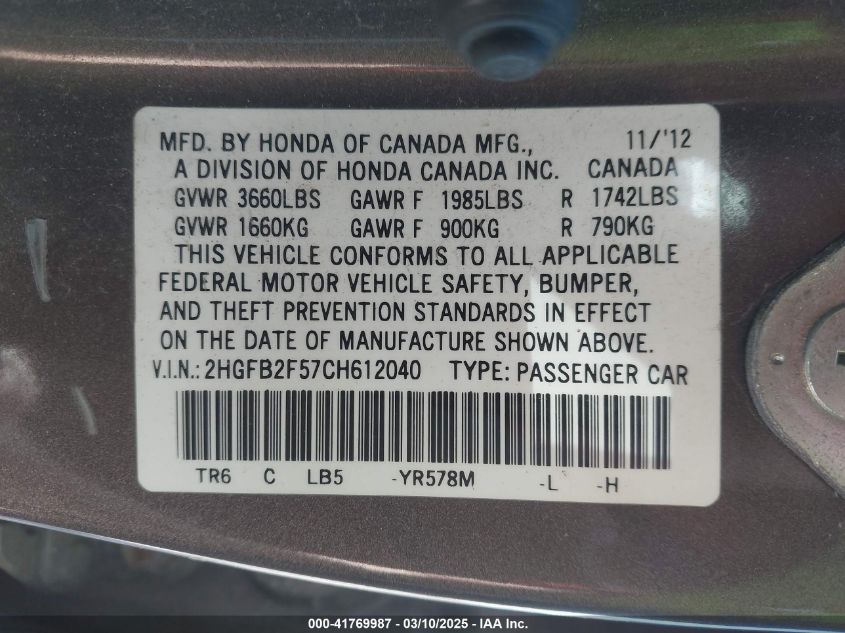 MFD. BY HONDA OF CANADA MFG., 11/'12
A DIVISION OF HONDA CANADA INC. CANADA
GVWR 3660LBS GAWR F 1985LBS R 1742LBS
GVWR 1660KG GAWR F 900KG R 790KG
THIS VEHICLE CONFORMS TO ALL APPLICABLE
FEDERAL MOTOR VEHICLE SAFETY, BUMPER,
AND THEFT PREVENTION STANDARDS IN EFFECT
ON THE DATE OF MANUFACTURE SHOWN ABOVE.
V.I.N.: 2HGFB2F57CH612040 TYPE: PASSENGER CAR
TR6 C LB5 -YR578M -L -H
000-41769987 - 03/10/2025 - IAA Inc.